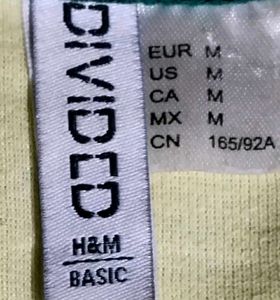 DIVIDED
H&M
BASIC
EUR M
US M
CA M
MX M
CN 165/92A